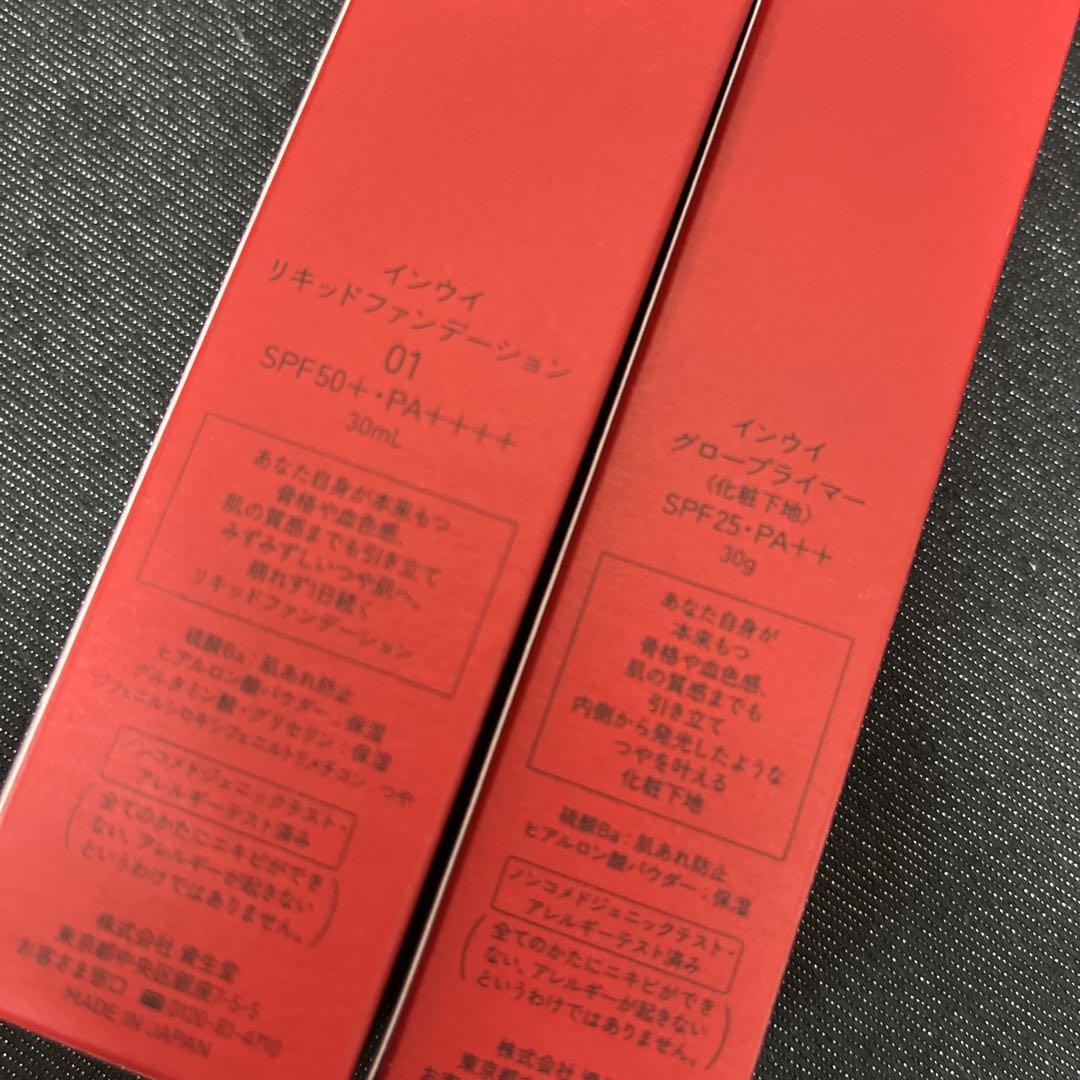 インウイ
リキッドファンデーション
01
SPF50+・PA++++
30mL
あなた自身が本来もつ
骨格や血色感、
肌の質感までも引き立て
みずみずしいつや肌へ。
崩れず1日続く
リキッドファンデーション
硫酸Ba：肌あれ防止
ヒアルロン酸パウダー：保湿
グルタミン酸・グリセリン：保湿
ジフェニルシロキシフェニルトリメチコン：つや
ノンコメドジェニックテスト・
アレルギーテスト済み
(全てのかたにニキビができ
ない、アレルギーが起きない
というわけではありません。)
株式会社 資生堂
東京都中央区銀座7-5-5
お客さま窓口 ☎0120-81-4710
MADE IN JAPAN
インウイ
グロープライマー
〈化粧下地〉
SPF25・PA++
30g
あなた自身が
本来もつ
骨格や血色感、
肌の質感までも
引き立て
内側から発光したような
つやを叶える
化粧下地
硫酸Ba：肌あれ防止
ヒアルロン酸パウダー：保湿
ノンコメドジェニックテスト・
アレルギーテスト済み
(全てのかたにニキビができ
ない、アレルギーが起きない
というわけではありません。)
株式会社 資
東京都
お客